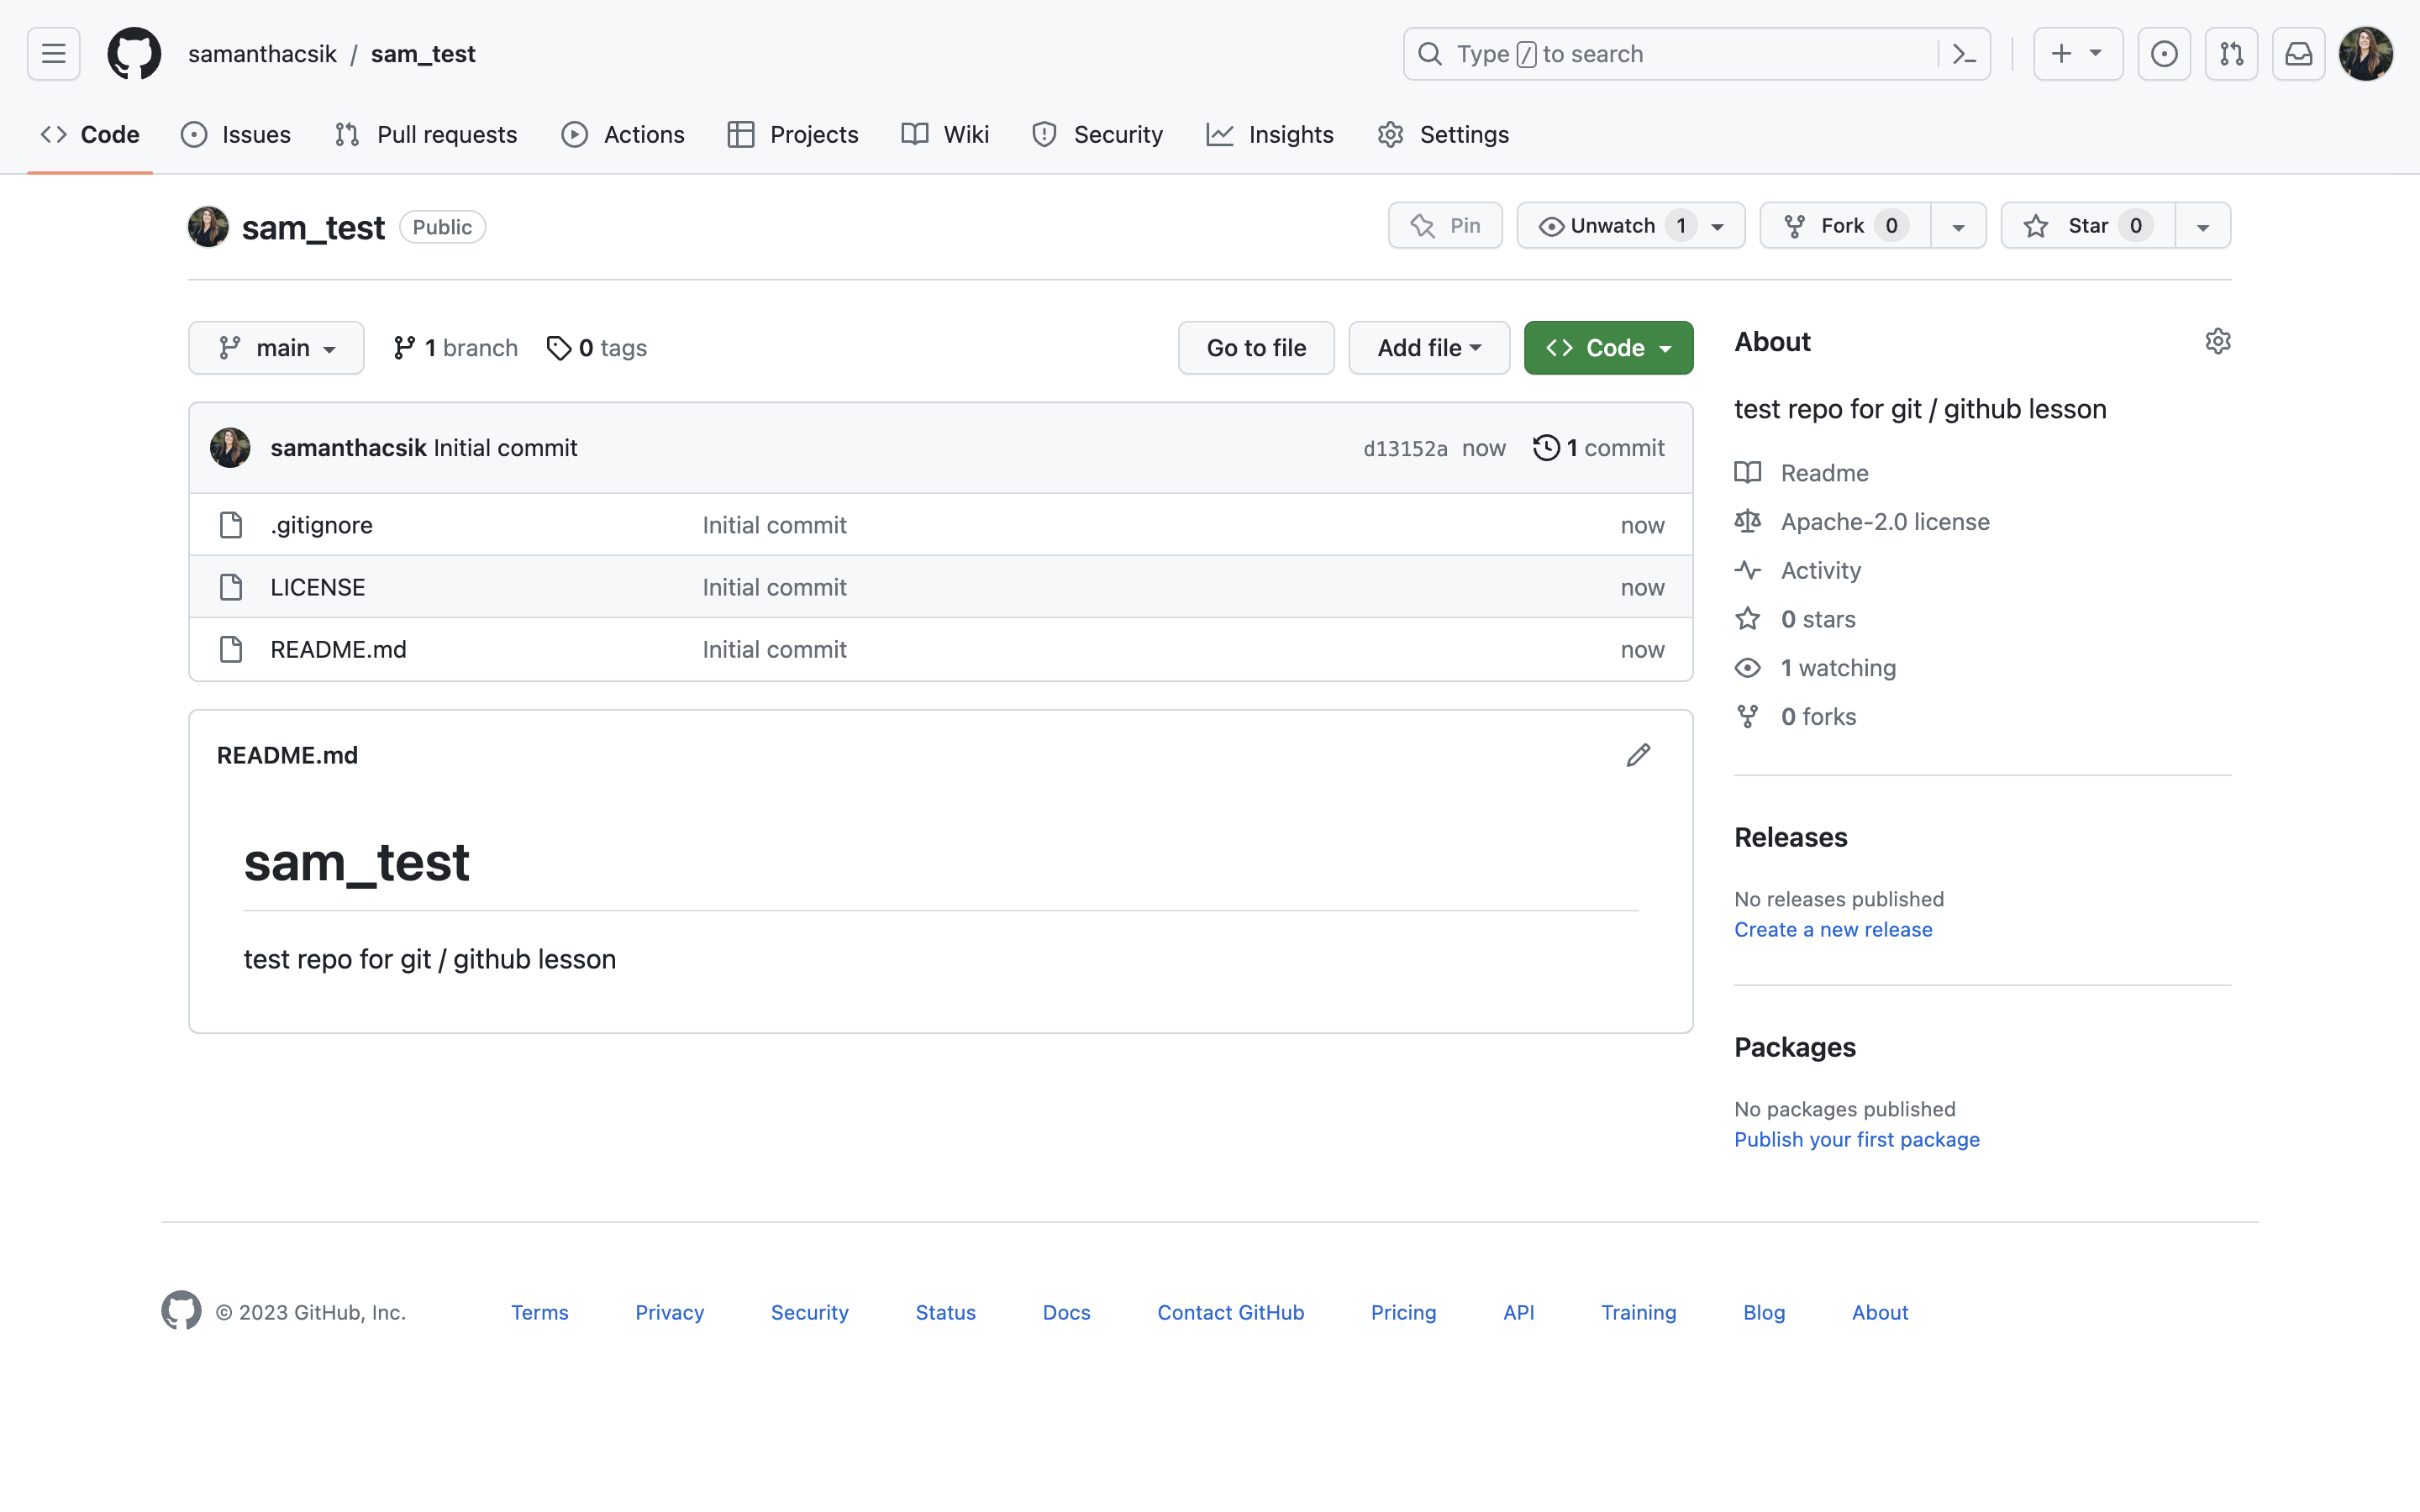 samanthacsik / sam_test
Type / to search
Code Issues Pull requests Actions Projects Wiki Security Insights Settings
sam_test Public
Pin Unwatch 1 Fork 0 Star 0
main 1 branch 0 tags
Go to file Add file Code
samanthacsik Initial commit d13152a now 1 commit
.gitignore Initial commit now
LICENSE Initial commit now
README.md Initial commit now
README.md
sam_test
test repo for git / github lesson
About
test repo for git / github lesson
Readme
Apache-2.0 license
Activity
0 stars
1 watching
0 forks
Releases
No releases published
Create a new release
Packages
No packages published
Publish your first package
© 2023 GitHub, Inc. Terms Privacy Security Status Docs Contact GitHub Pricing API Training Blog About